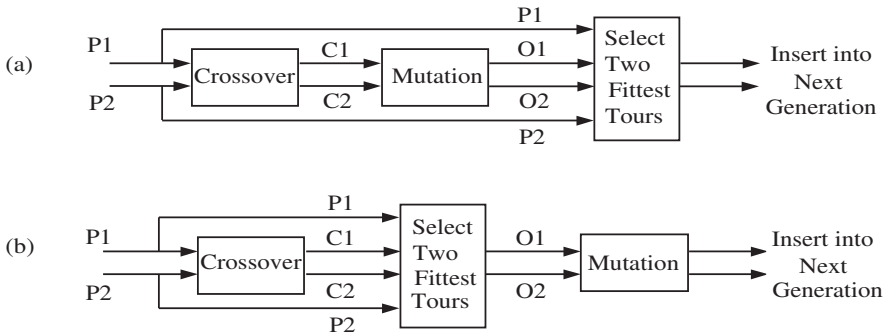 P1
P1
C1
O1
Select
Insert into
(a)
Crossover
Mutation
Two
Next
P2
C2
O2
Fittest
Generation
Tours
P2
P1
P1
C1
Select
O1
Insert into
(b)
Crossover
Two
Mutation
Next
P2
C2
Fittest
O2
Generation
Tours
P2